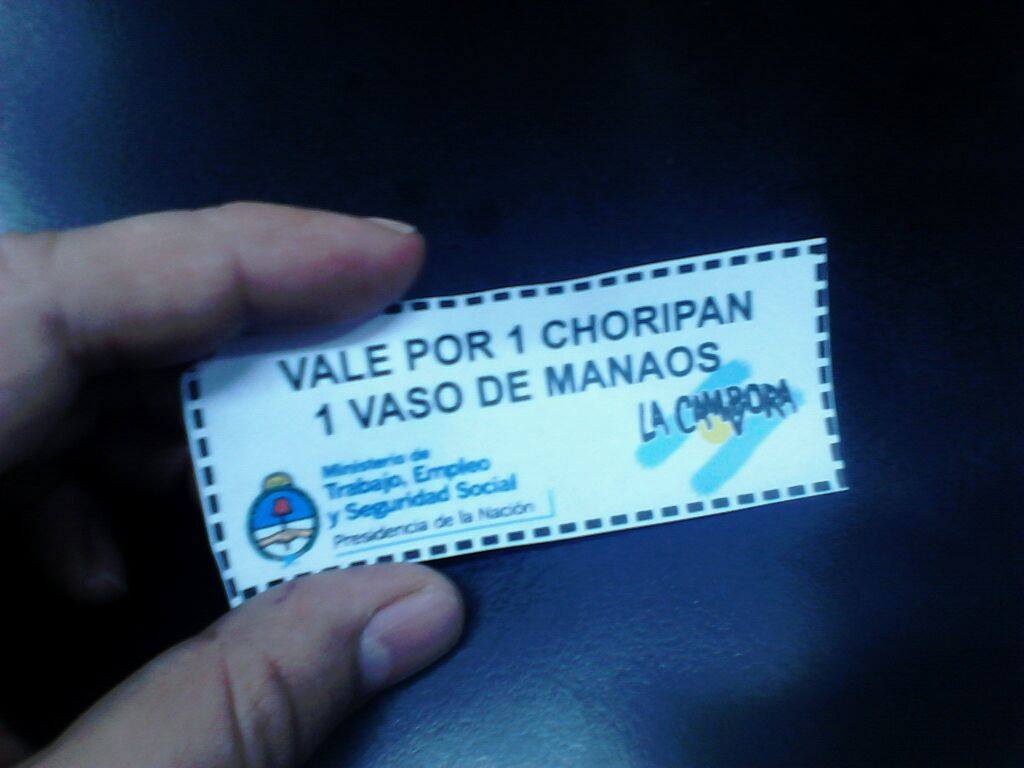 VALE POR 1 CHORIPAN
1 VASO DE MANAOS
LA CAMPORA
Ministerio de
Trabajo, Empleo
y Seguridad Social
Presidencia de la Nación